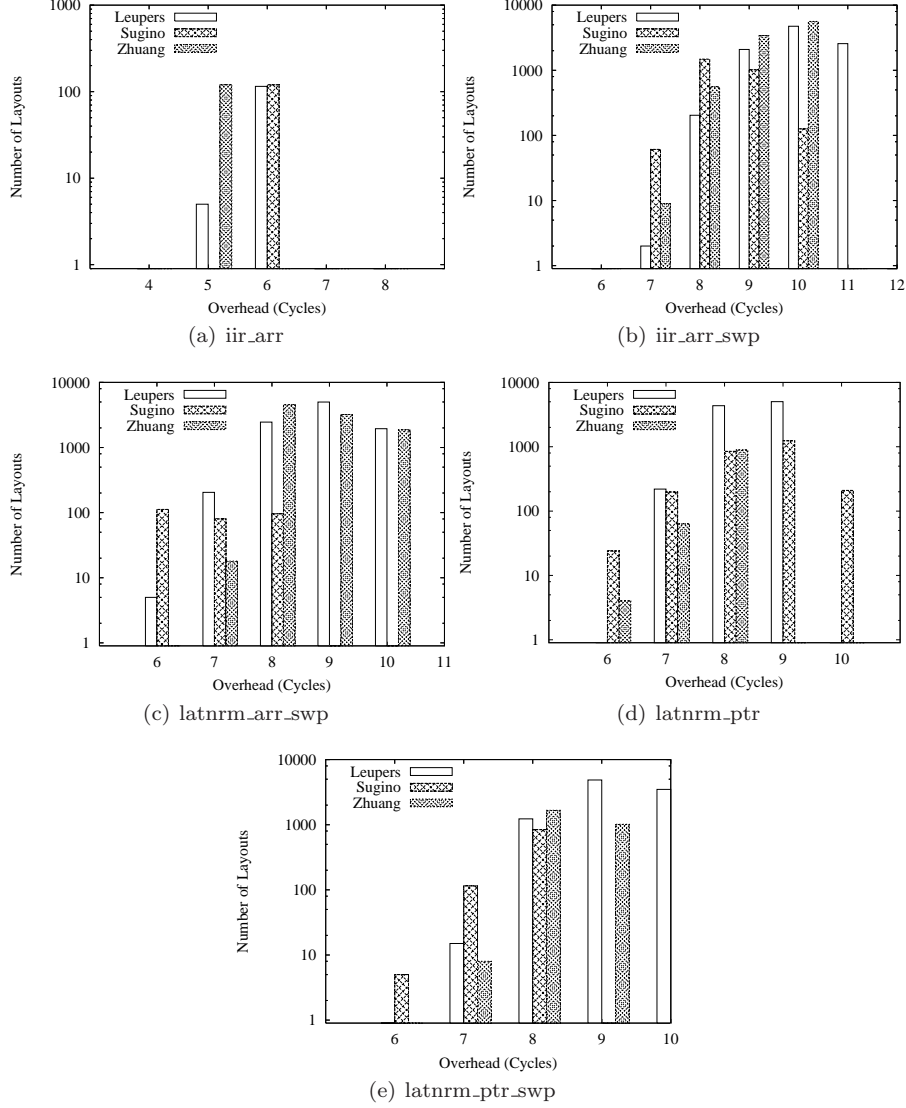 1000
100
10
1
Number of Layouts
Leupers
Sugino
Zhuang
4 5 6 7 8
Overhead (Cycles)
(a) iir_arr
10000
1000
100
10
1
Number of Layouts
Leupers
Sugino
Zhuang
6 7 8 9 10 11 12
Overhead (Cycles)
(b) iir_arr_swp
10000
1000
100
10
1
Number of Layouts
Leupers
Sugino
Zhuang
6 7 8 9 10 11
Overhead (Cycles)
(c) latnrm_arr_swp
10000
1000
100
10
1
Number of Layouts
Leupers
Sugino
Zhuang
6 7 8 9 10
Overhead (Cycles)
(d) latnrm_ptr
10000
1000
100
10
1
Number of Layouts
Leupers
Sugino
Zhuang
6 7 8 9 10
Overhead (Cycles)
(e) latnrm_ptr_swp